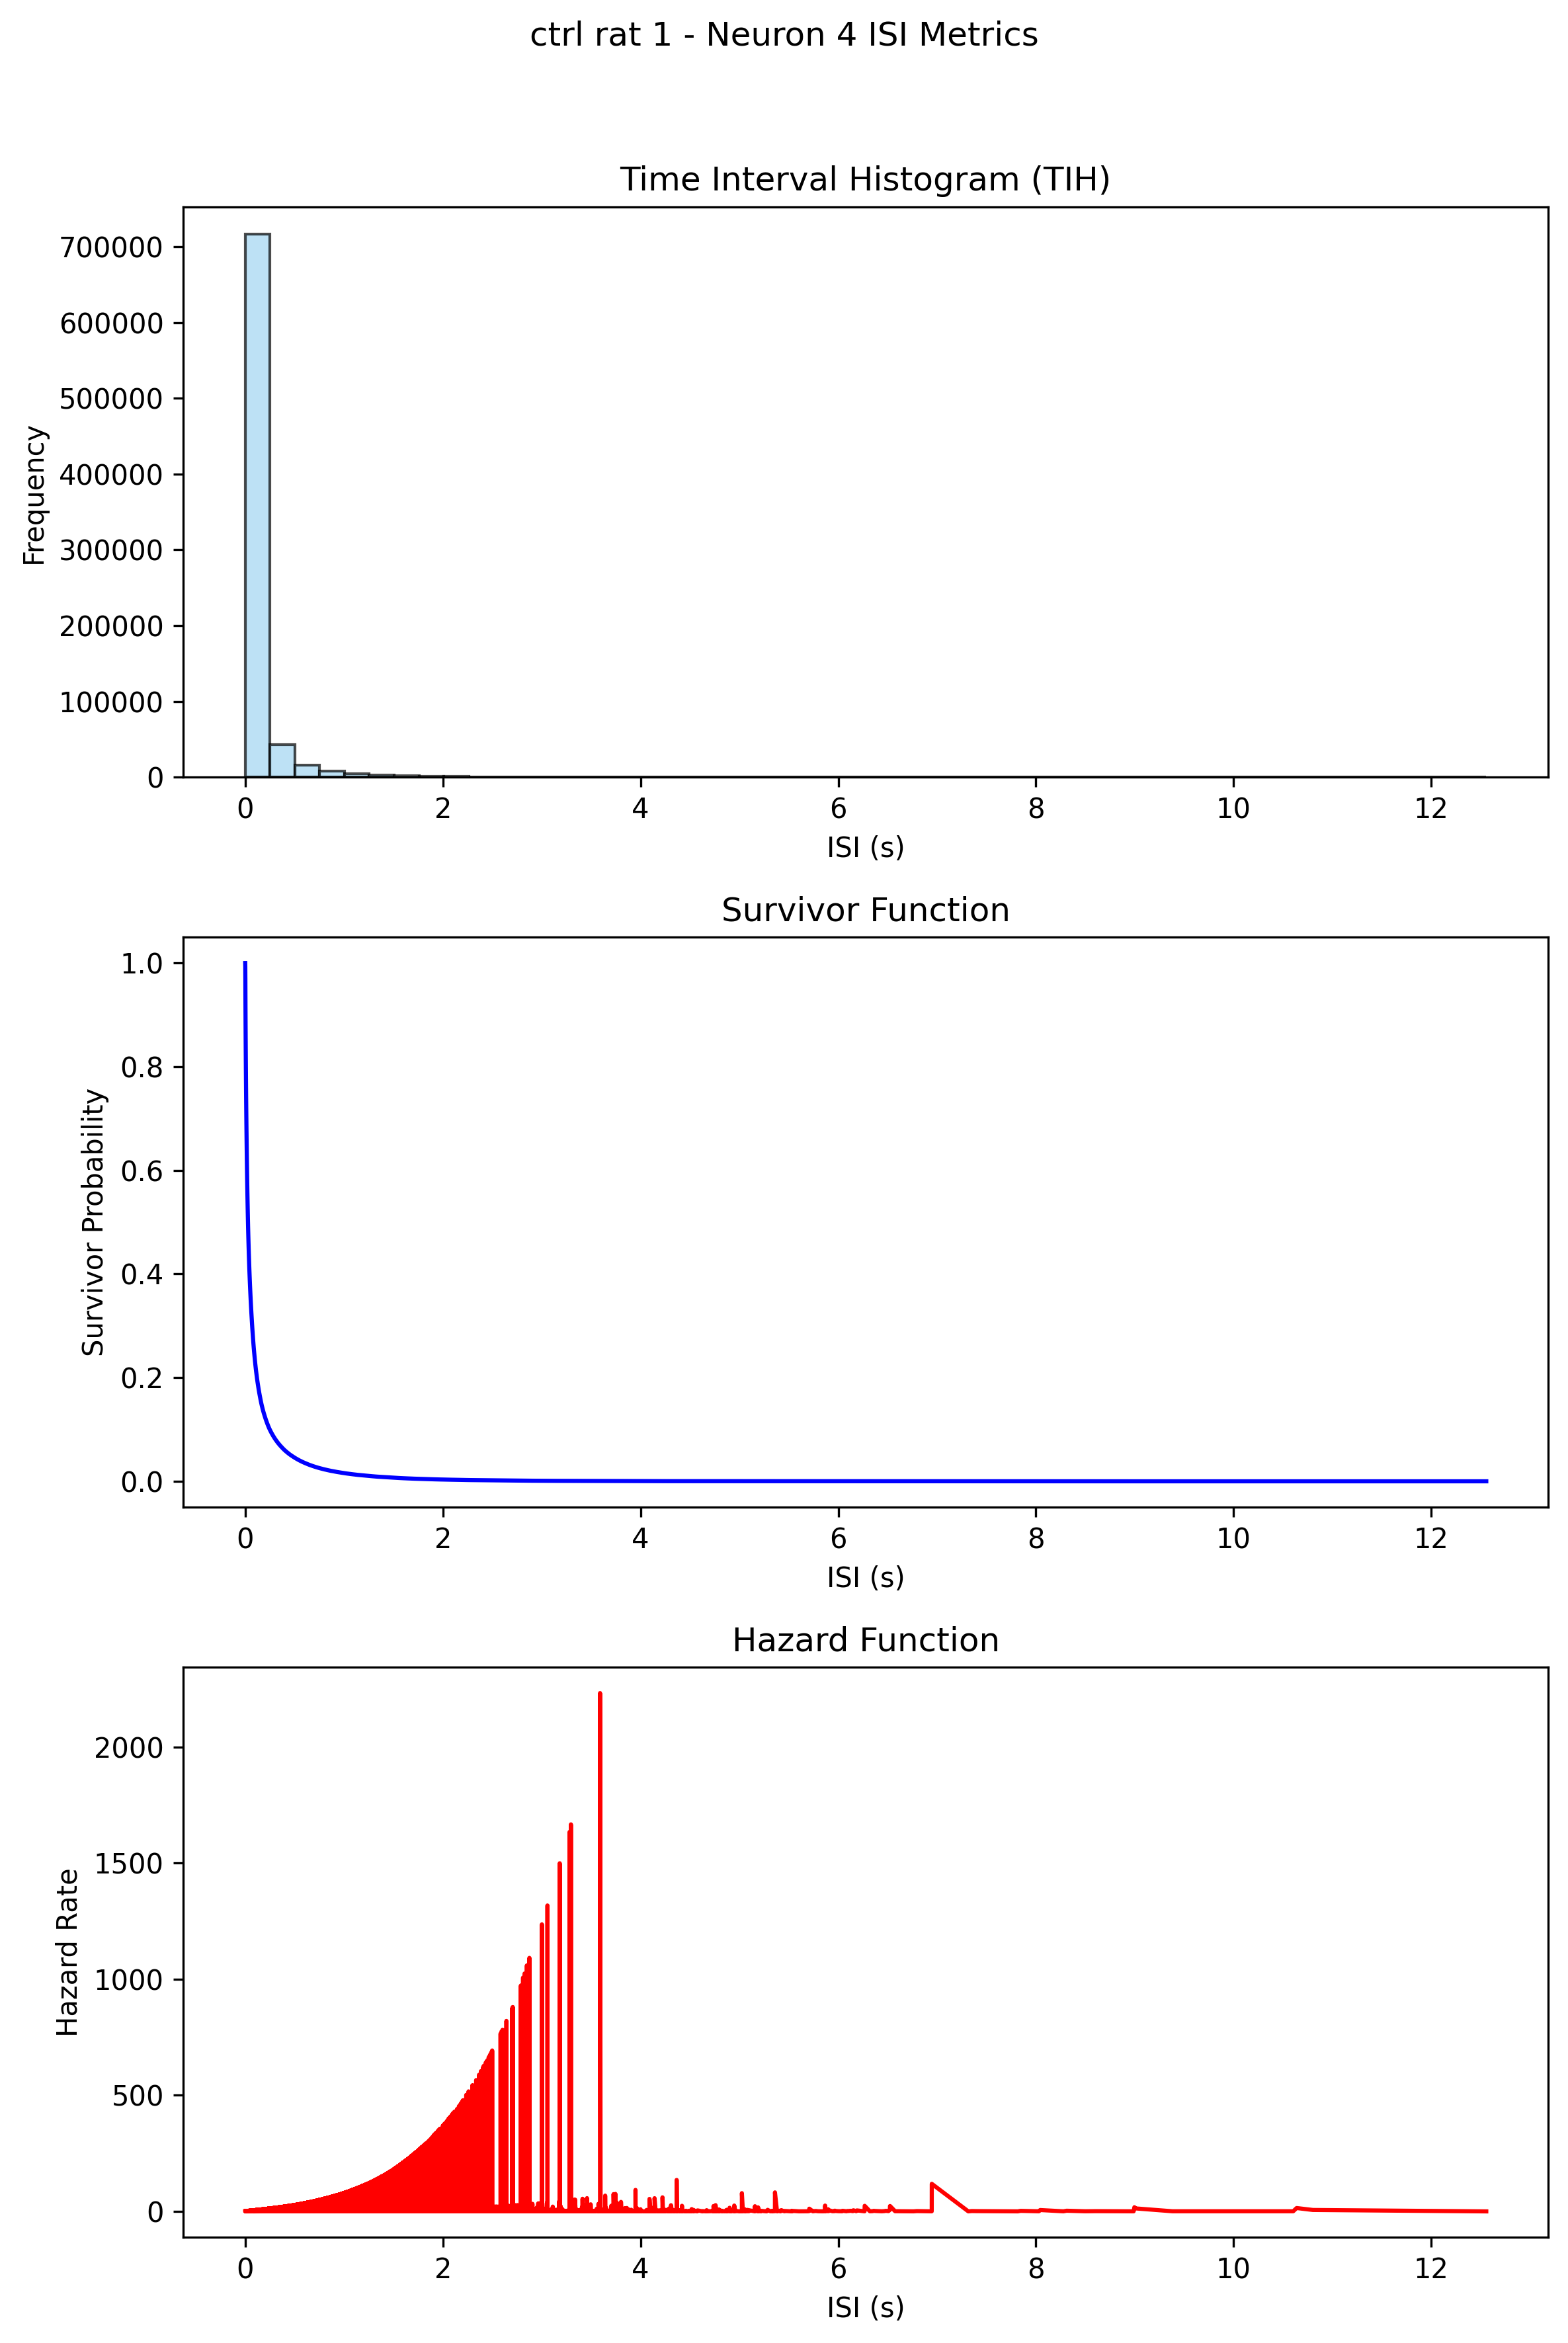 ctrl rat 1 - Neuron 4 ISI Metrics
Time Interval Histogram (TIH)
700000
600000
500000
400000
300000
200000
100000
0
Frequency
0 2 4 6 8 10 12
ISI (s)
Survivor Function
1.0
0.8
0.6
0.4
0.2
0.0
Survivor Probability
0 2 4 6 8 10 12
ISI (s)
Hazard Function
2000
1500
1000
500
0
Hazard Rate
0 2 4 6 8 10 12
ISI (s)